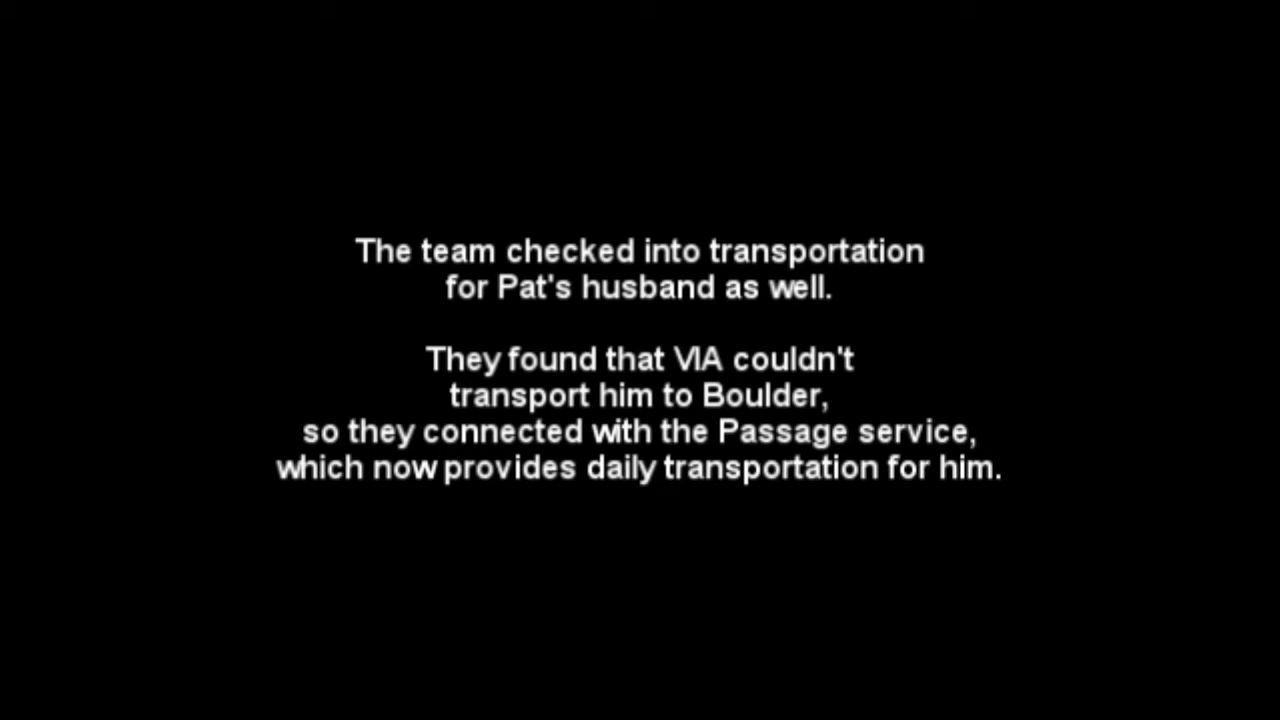 The team checked into transportation
for Pat's husband as well.
They found that VIA couldn't
transport him to Boulder,
so they connected with the Passage service,
which now provides daily transportation for him.